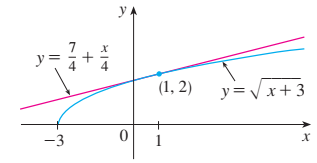 y
y = 7/4 + x/4
(1, 2)
y = √x+3
-3
0
1
x